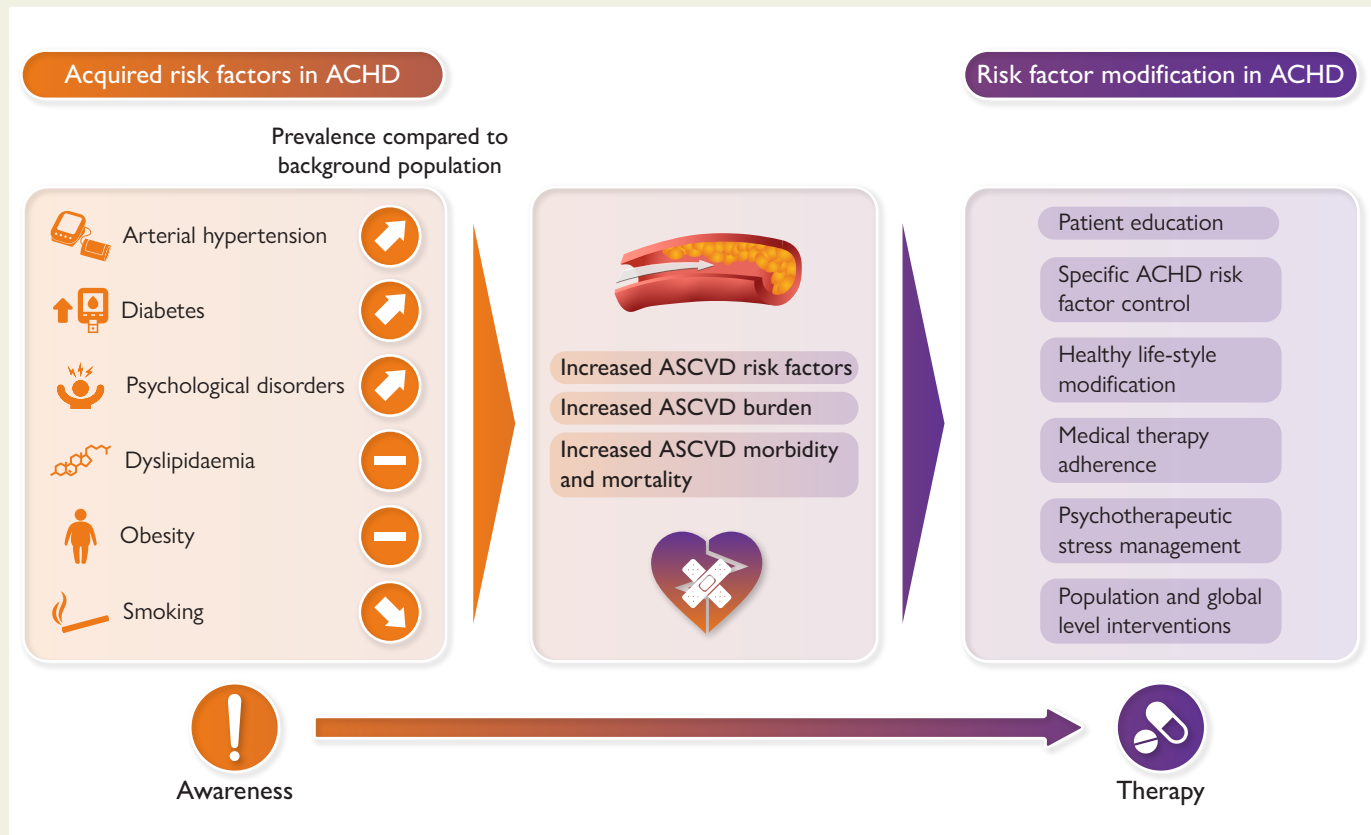 Acquired risk factors in ACHD
Risk factor modification in ACHD
Prevalence compared to
background population
Arterial hypertension
Diabetes
Psychological disorders
Dyslipidaemia
Obesity
Smoking
Increased ASCVD risk factors
Increased ASCVD burden
Increased ASCVD morbidity
and mortality
Patient education
Specific ACHD risk
factor control
Healthy life-style
modification
Medical therapy
adherence
Psychotherapeutic
stress management
Population and global
level interventions
Awareness
Therapy